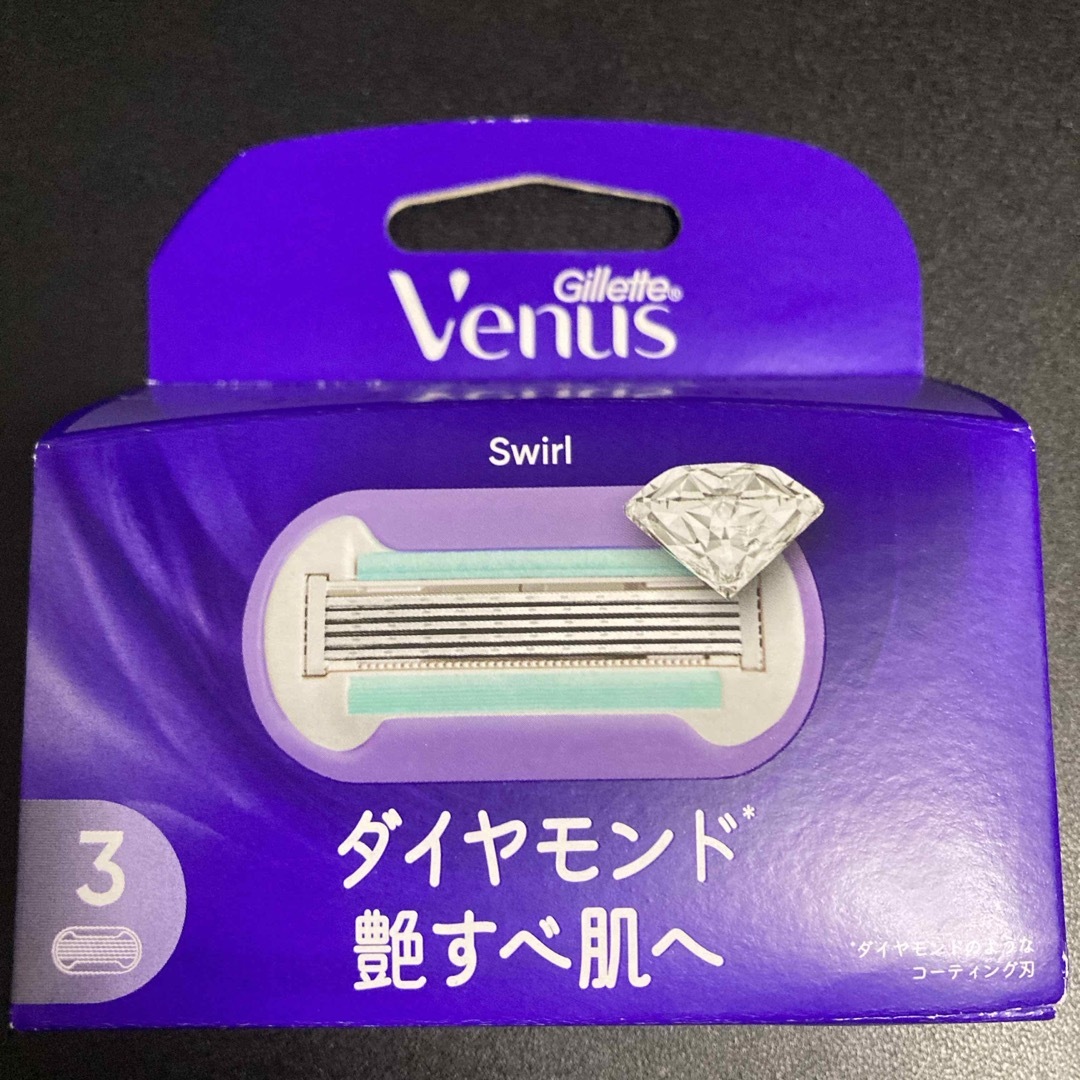 Gillette®
Venus
Swirl
ダイヤモンド*
艶すべ肌へ
3
*ダイヤモンドのような
コーティング刃